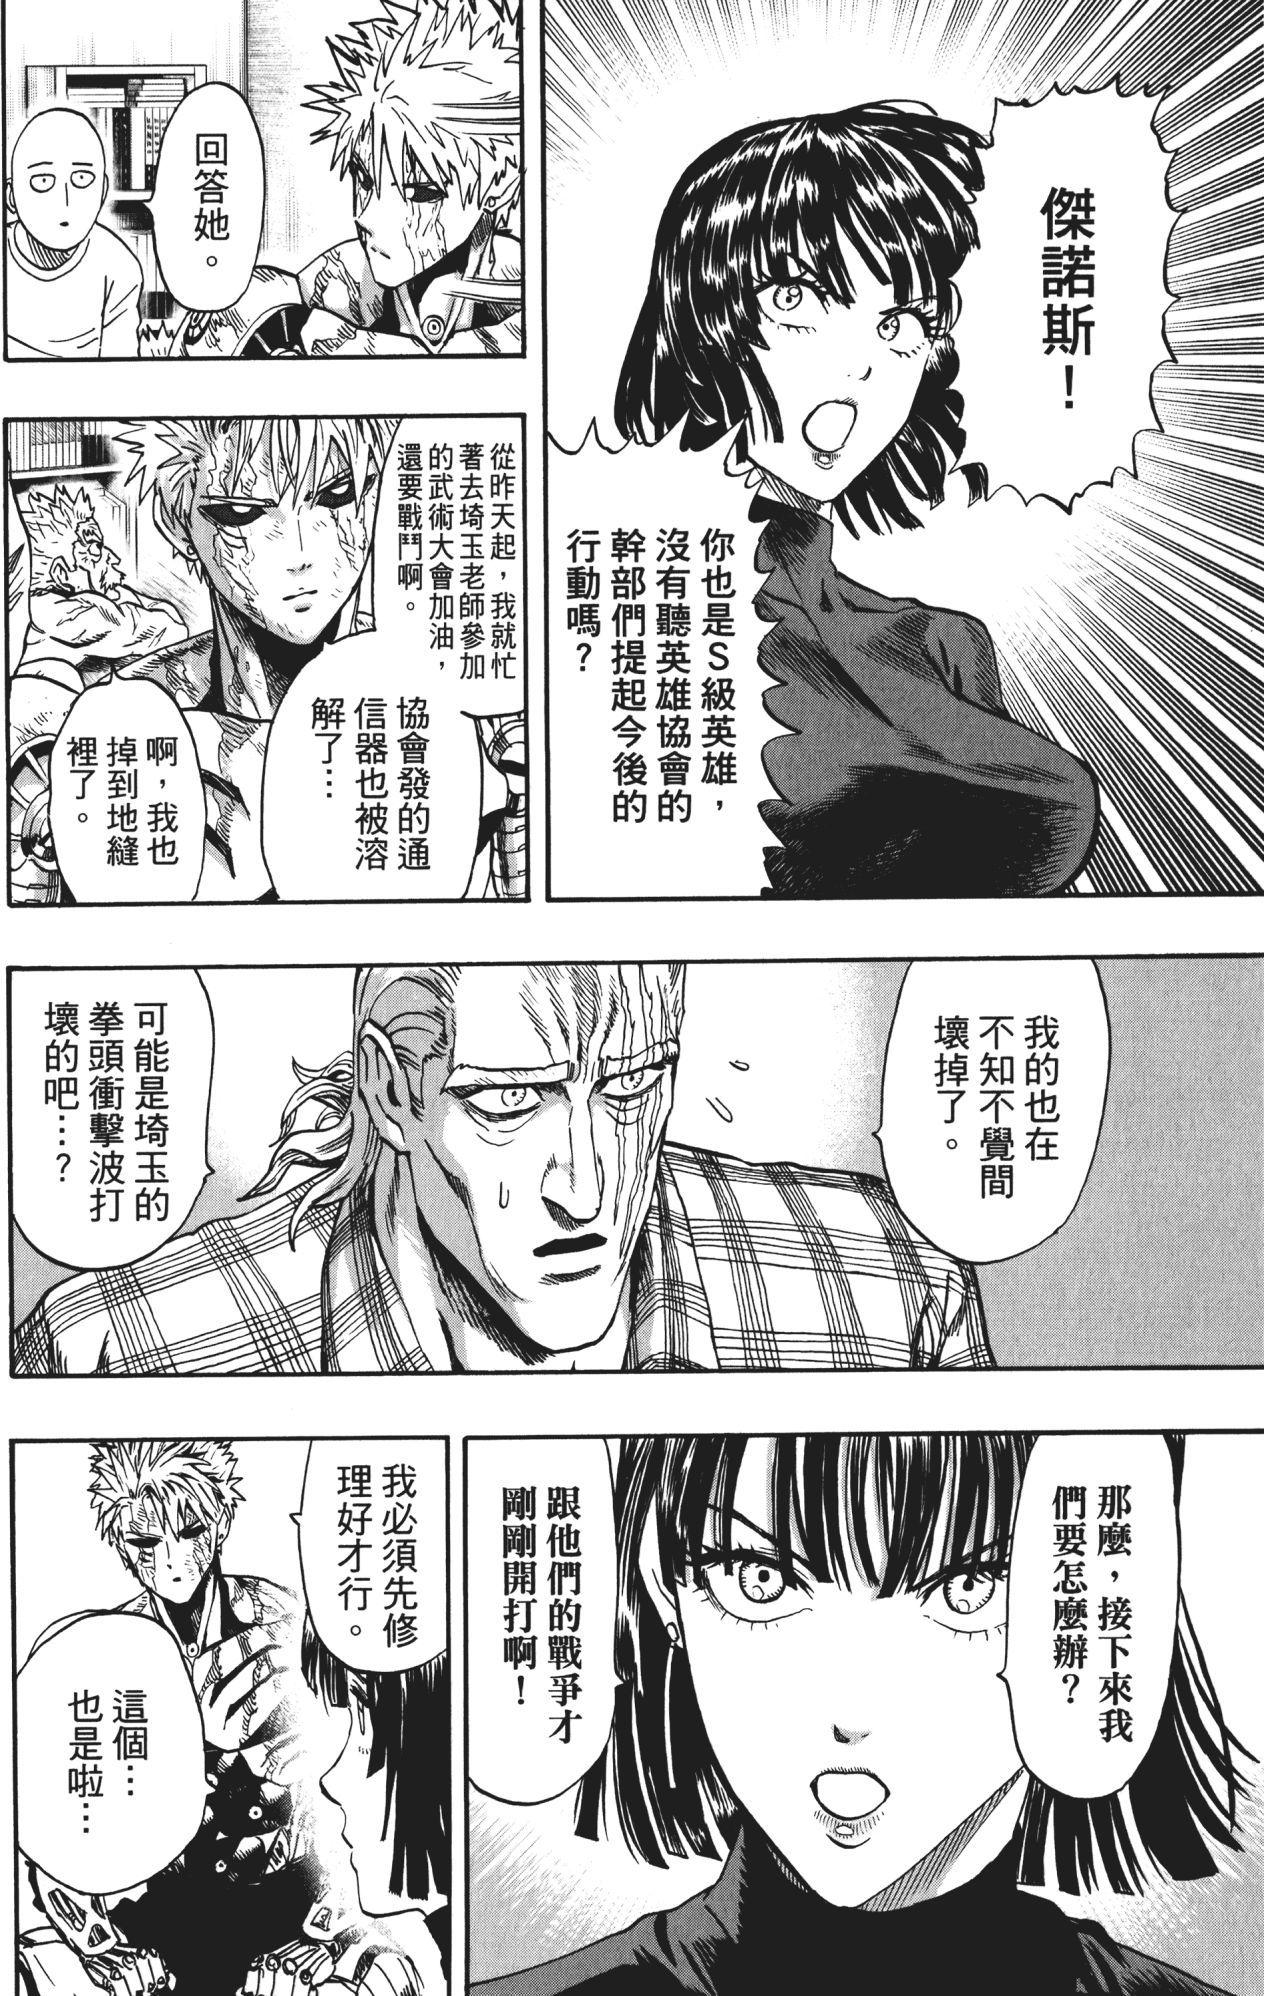 傑諾斯！
你也是Ｓ級英雄，
沒有聽英雄協會的
幹部們提起今後的
行動嗎？
回答她。
從昨天起，我就忙
著去埼玉老師參加
的武術大會加油，
還要戰鬥啊。
協會發的通
信器也被溶
解了…
啊，我也
掉到地縫
裡了。
我的也在
不知不覺間
壞掉了。
可能是埼玉的
拳頭衝擊波打
壞的吧…？
那麼，接下來我
們要怎麼辦？
跟他們的戰爭才
剛剛開打啊！
我必須先修
理好才行。
這個…
也是啦…